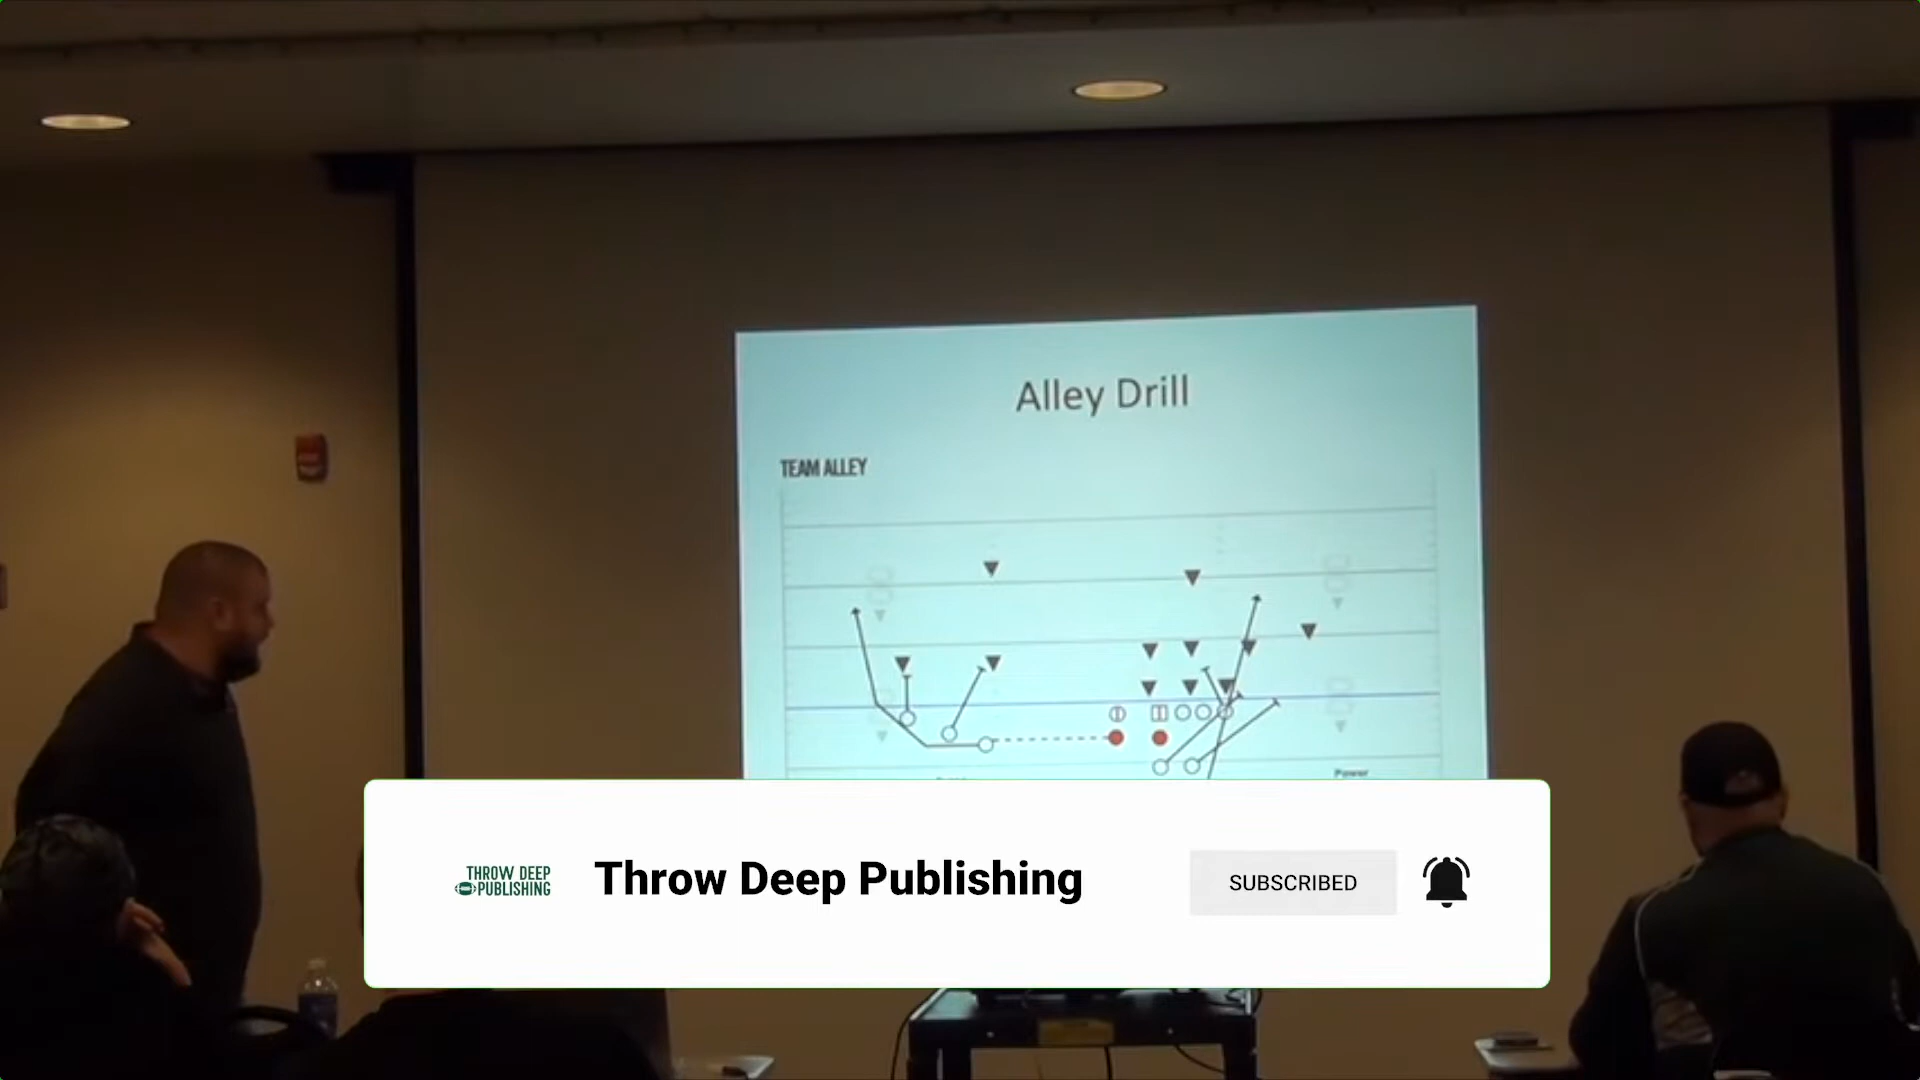 Alley Drill
TEAM ALLEY
Power
THROW DEEP
PUBLISHING
Throw Deep Publishing
SUBSCRIBED